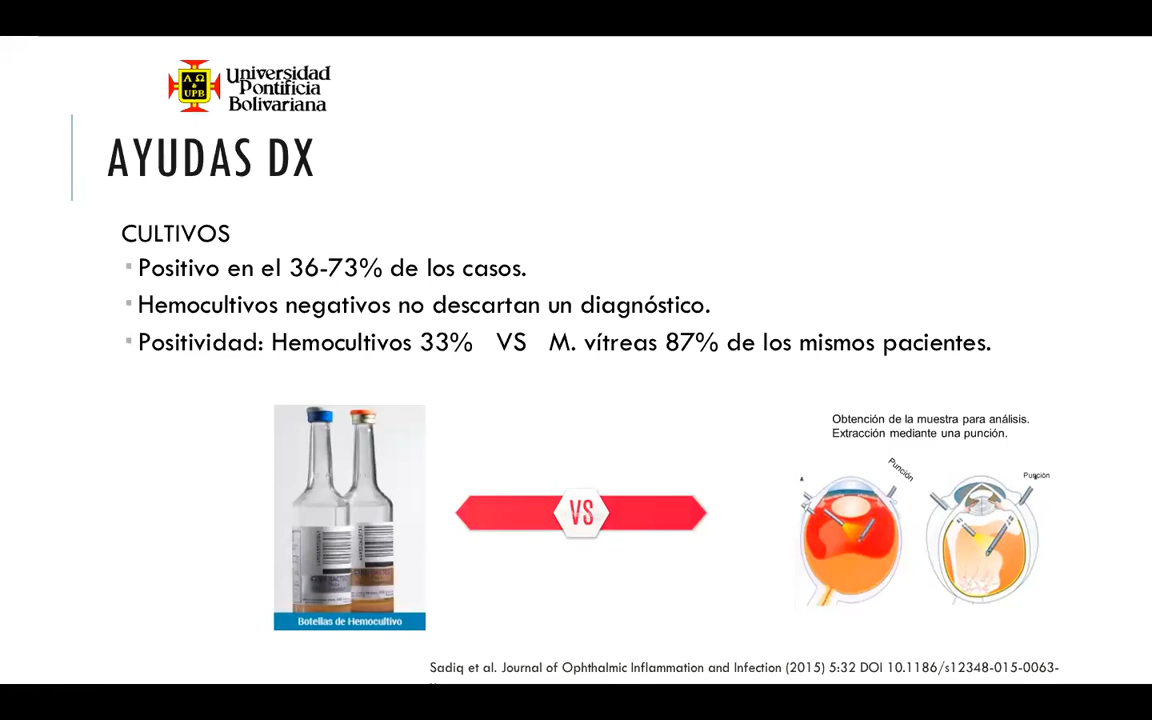 Universidad
Pontificia
Bolivariana
Α Ω
UPB
AYUDAS DX
CULTIVOS
Positivo en el 36-73% de los casos.
Hemocultivos negativos no descartan un diagnóstico.
Positividad: Hemocultivos 33% VS M. vítreas 87% de los mismos pacientes.
Obtención de la muestra para análisis.
Extracción mediante una punción.
Punción
Punción
VS
Botellas de Hemocultivo
Sadiq et al. Journal of Ophthalmic Inflammation and Infection (2015) 5:32 DOI 10.1186/s12348-015-0063-